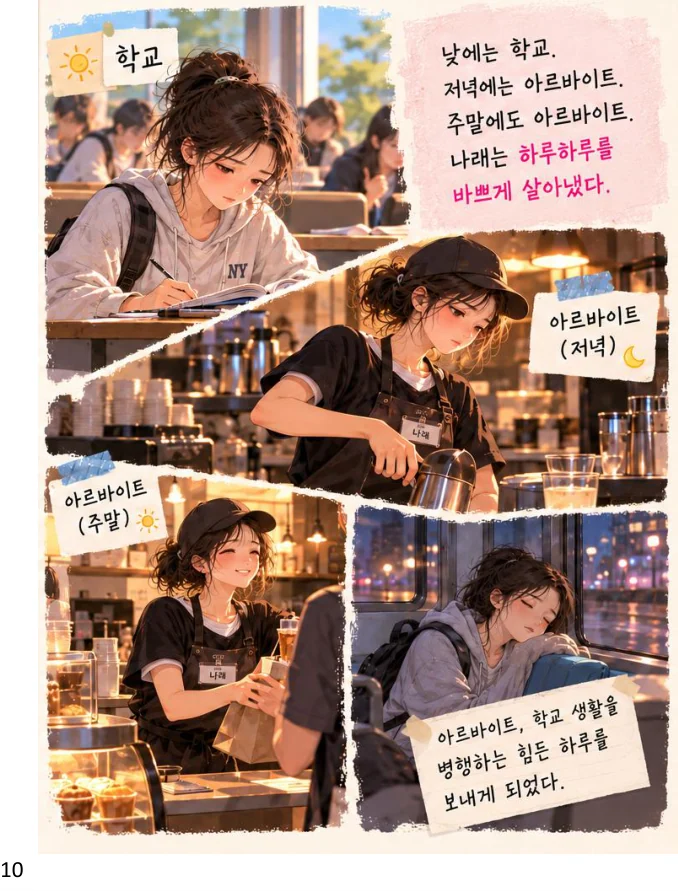 학교
낮에는 학교.
저녁에는 아르바이트.
주말에도 아르바이트.
나래는 하루하루를
바쁘게 살아냈다.
NY
아르바이트
(저녁)
나래
아르바이트
(주말)
나래
아르바이트, 학교 생활을
병행하는 힘든 하루를
보내게 되었다.
10